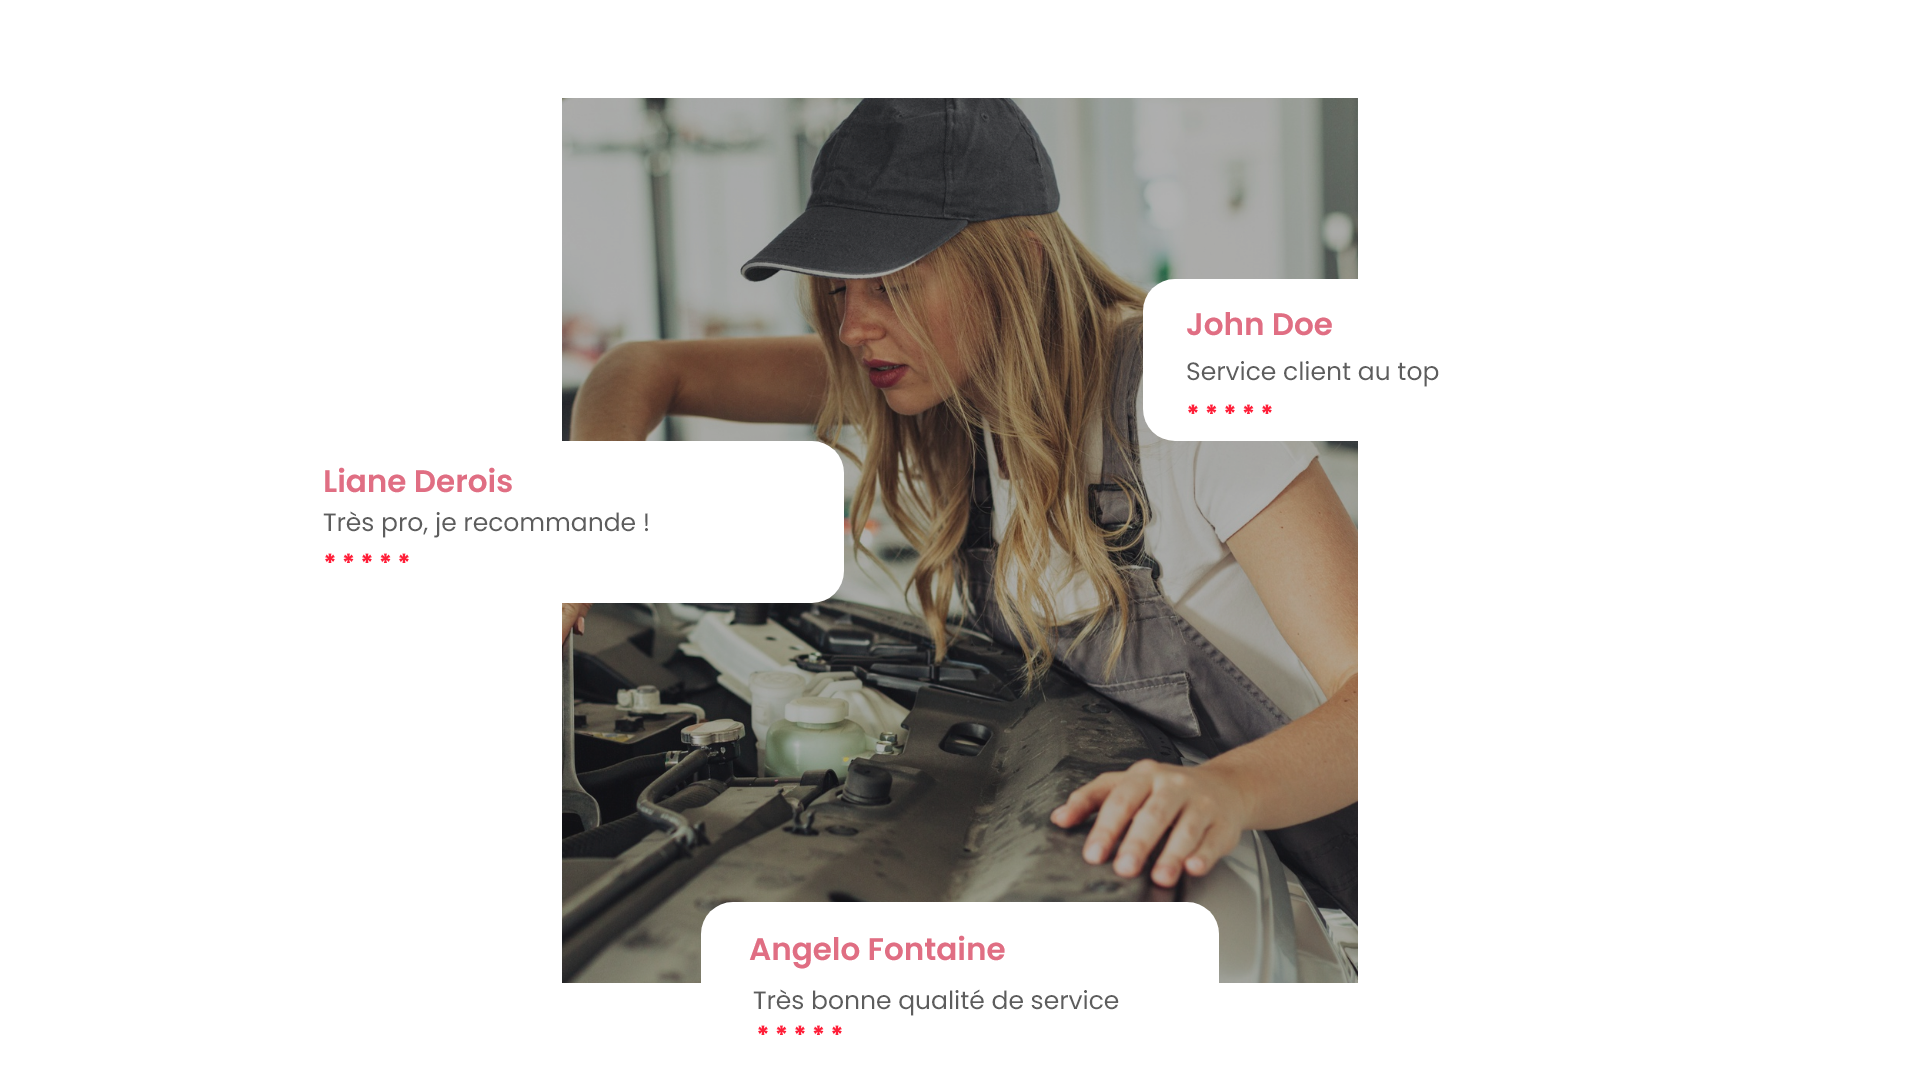 John Doe
Service client au top
* * * * *
Liane Derois
Très pro, je recommande !
* * * * *
Angelo Fontaine
Très bonne qualité de service
* * * * *